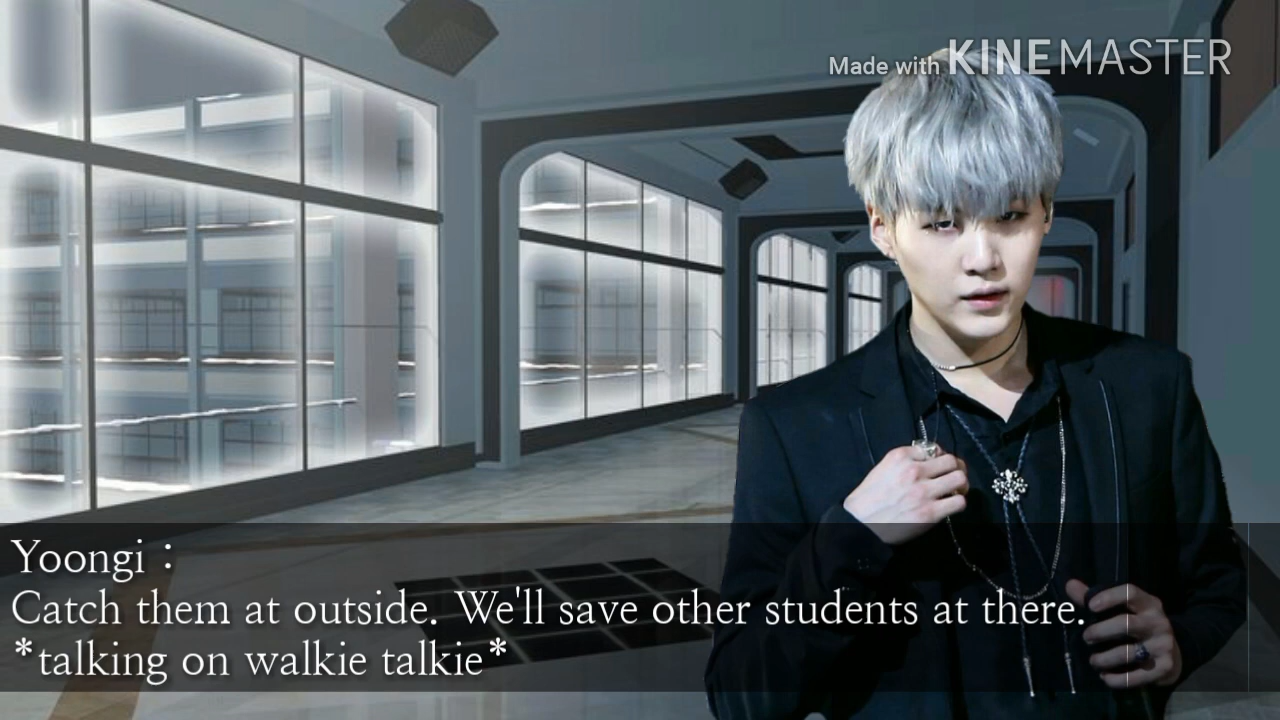 Made with KINEMASTER
Yoongi :
Catch them at outside. We'll save other students at there.
*talking on walkie talkie*